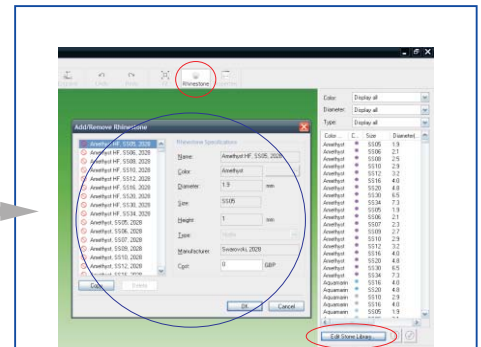 Rhinestone
Color: Display all
Diameter: Display all
Type: Display all
Add/Remove Rhinestone
Amethyst HF, SS05, 2028
Amethyst HF, SS06, 2028
Amethyst HF, SS08, 2028
Amethyst HF, SS10, 2028
Amethyst HF, SS12, 2028
Amethyst HF, SS16, 2028
Amethyst HF, SS20, 2028
Amethyst HF, SS30, 2028
Amethyst HF, SS34, 2028
Amethyst, SS05, 2028
Amethyst, SS06, 2028
Amethyst, SS07, 2028
Amethyst, SS09, 2028
Amethyst, SS10, 2028
Amethyst, SS12, 2028
Amethyst, SS16, 2028
Copy Delete
Rhinestone Specifications
Name: Amethyst HF, SS05, 2028
Color: Amethyst
Diameter 1.9 mm
Size: SS05
Height: 1 mm
Type:
Manufacturer Swarovski, 2028
Cost: 0 GBP
OK Cancel
Color... C... Size Diameter(...
Amethyst SS05 1.9
Amethyst SS06 2.1
Amethyst SS08 2.5
Amethyst SS10 2.9
Amethyst SS12 3.2
Amethyst SS16 4.0
Amethyst SS20 4.8
Amethyst SS30 6.5
Amethyst SS34 7.3
Amethyst SS05 1.9
Amethyst SS06 2.1
Amethyst SS07 2.3
Amethyst SS09 2.7
Amethyst SS10 2.9
Amethyst SS12 3.2
Amethyst SS16 4.0
Amethyst SS20 4.8
Amethyst SS30 6.5
Amethyst SS34 7.3
Aquamarin SS16 4.0
Aquamarin SS20 4.8
Aquamarin SS10 2.9
Aquamarin SS16 4.0
Aquamarin SS05 1.9
Edit Stone Library...